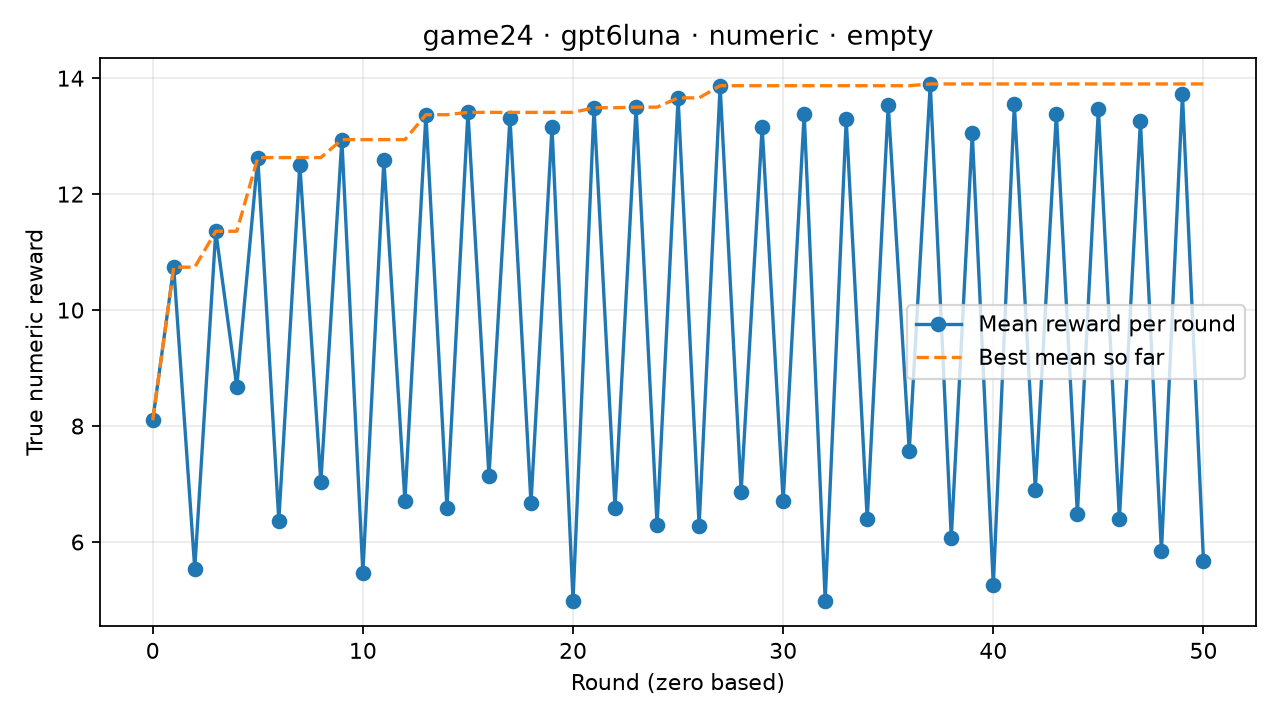 game24 · gpt6luna · numeric · empty
True numeric reward
14
12
10
8
6
Mean reward per round
Best mean so far
0 10 20 30 40 50
Round (zero based)